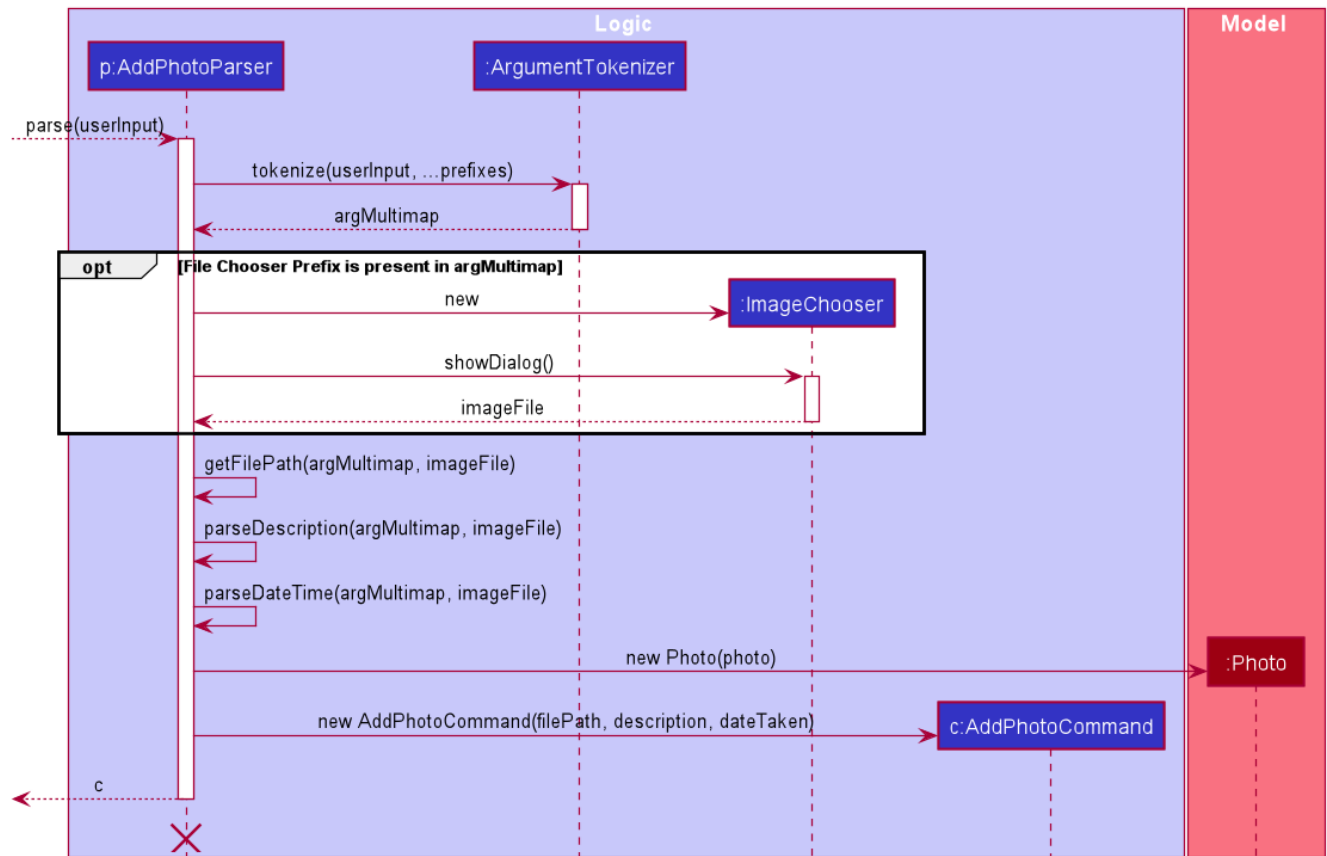 Logic
Model
p:AddPhotoParser
:ArgumentTokenizer
parse(userInput)
tokenize(userInput, ...prefixes)
argMultimap
opt
[File Chooser Prefix is present in argMultimap]
new
:ImageChooser
showDialog()
imageFile
getFilePath(argMultimap, imageFile)
parseDescription(argMultimap, imageFile)
parseDateTime(argMultimap, imageFile)
new Photo(photo)
:Photo
new AddPhotoCommand(filePath, description, dateTaken)
c:AddPhotoCommand
c